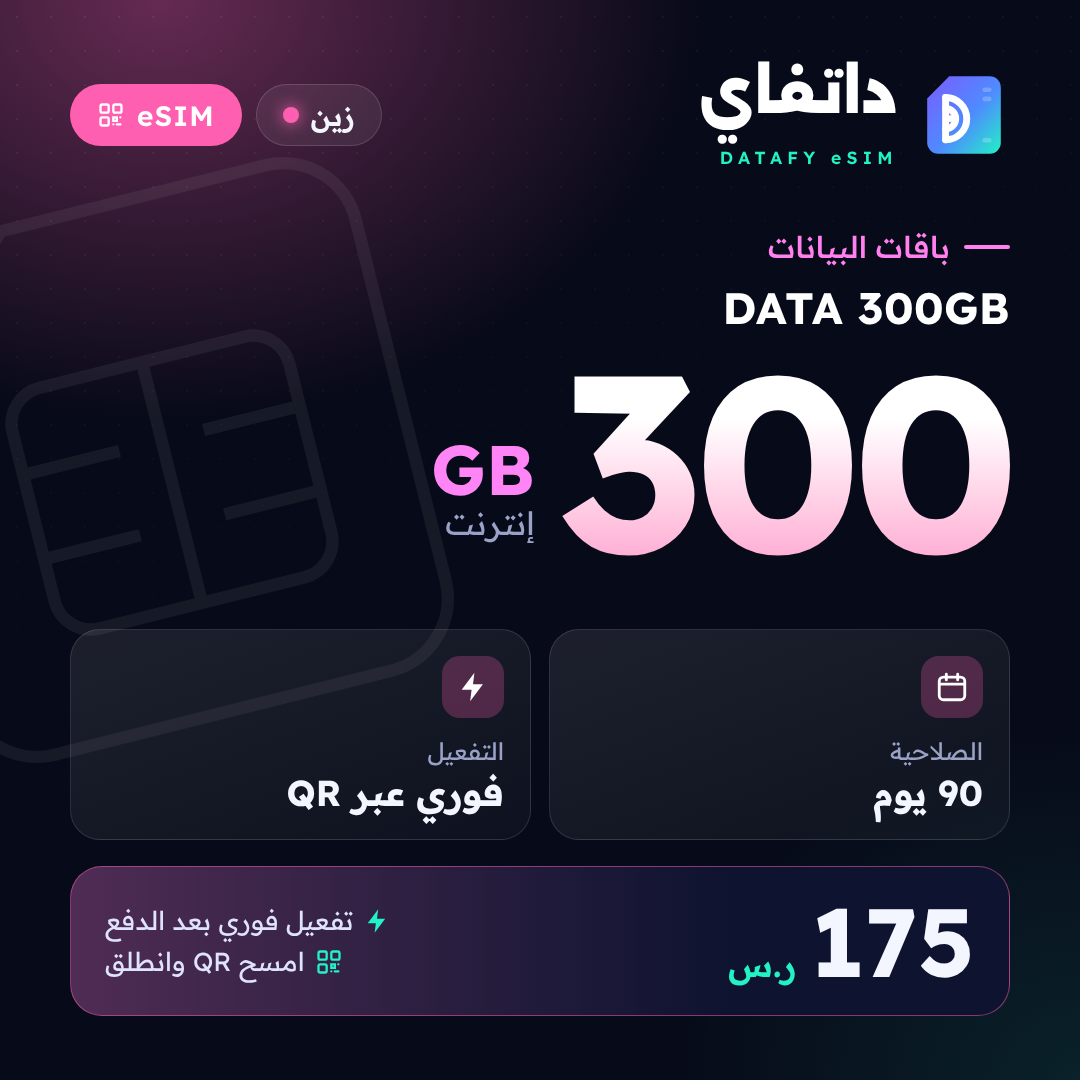 داتفاي
DATAFY eSIM
زين
eSIM
باقات البيانات
DATA 300GB
300 GB
إنترنت
الصلاحية
90 يوم
التفعيل
فوري عبر QR
175 ر.س
تفعيل فوري بعد الدفع
امسح QR وانطلق